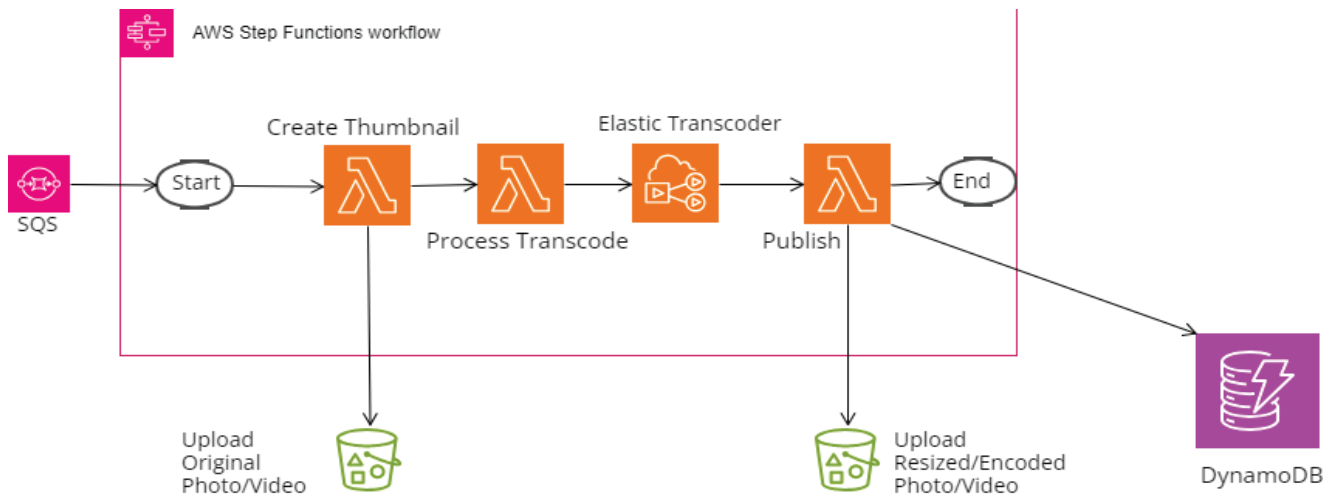 AWS Step Functions workflow
Create Thumbnail
Elastic Transcoder
Start
End
SQS
Process Transcode
Publish
Upload
Original
Photo/Video
Upload
Resized/Encoded
Photo/Video
DynamoDB